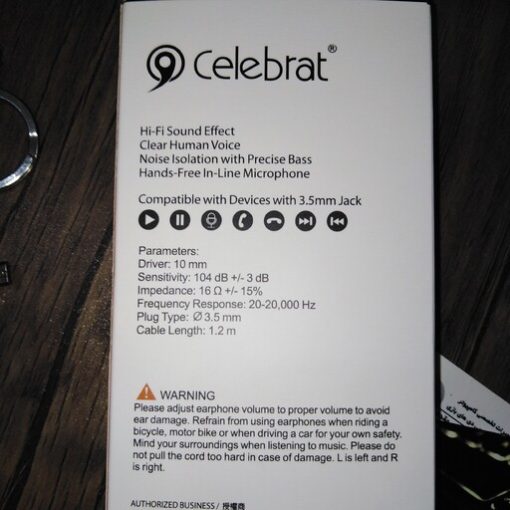 Celebrat®
Hi-Fi Sound Effect
Clear Human Voice
Noise Isolation with Precise Bass
Hands-Free In-Line Microphone
Compatible with Devices with 3.5mm Jack
Parameters:
Driver: 10 mm
Sensitivity: 104 dB +/- 3 dB
Impedance: 16 Ω +/- 15%
Frequency Response: 20-20,000 Hz
Plug Type: Ø 3.5 mm
Cable Length: 1.2 m
WARNING
Please adjust earphone volume to proper volume to avoid
ear damage. Refrain from using earphones when riding a
bicycle, motor bike or when driving a car for your own safety.
Mind your surroundings when listening to music. Please do
not pull the cord too hard in case of damage. L is left and R
is right.
AUTHORIZED BUSINESS / 授權商